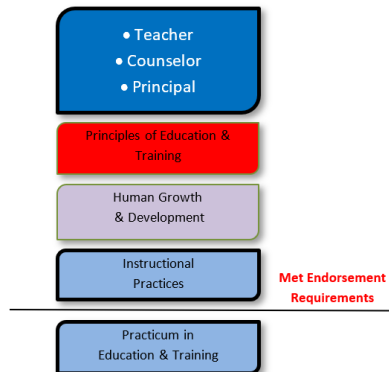 • Teacher
• Counselor
• Principal
Principles of Education &
Training
Human Growth
& Development
Instructional
Practices
Met Endorsement
Requirements
Practicum in
Education & Training